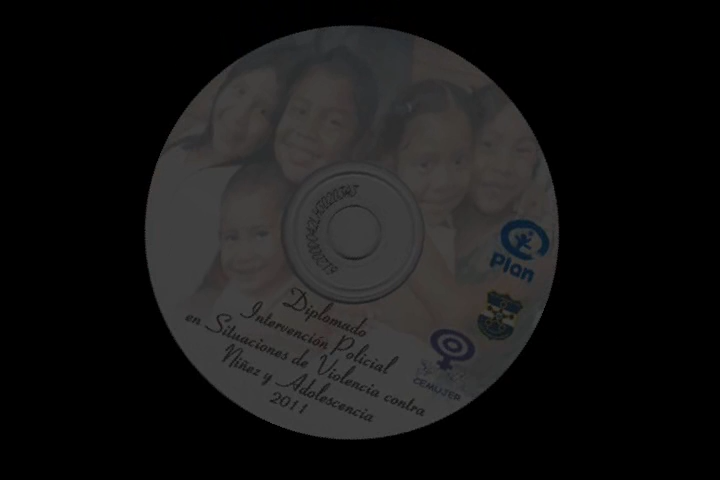 Diplomado
Intervención Policial
en Situaciones de Violencia contra
Niñez y Adolescencia
2011
Plan
CEMUJER